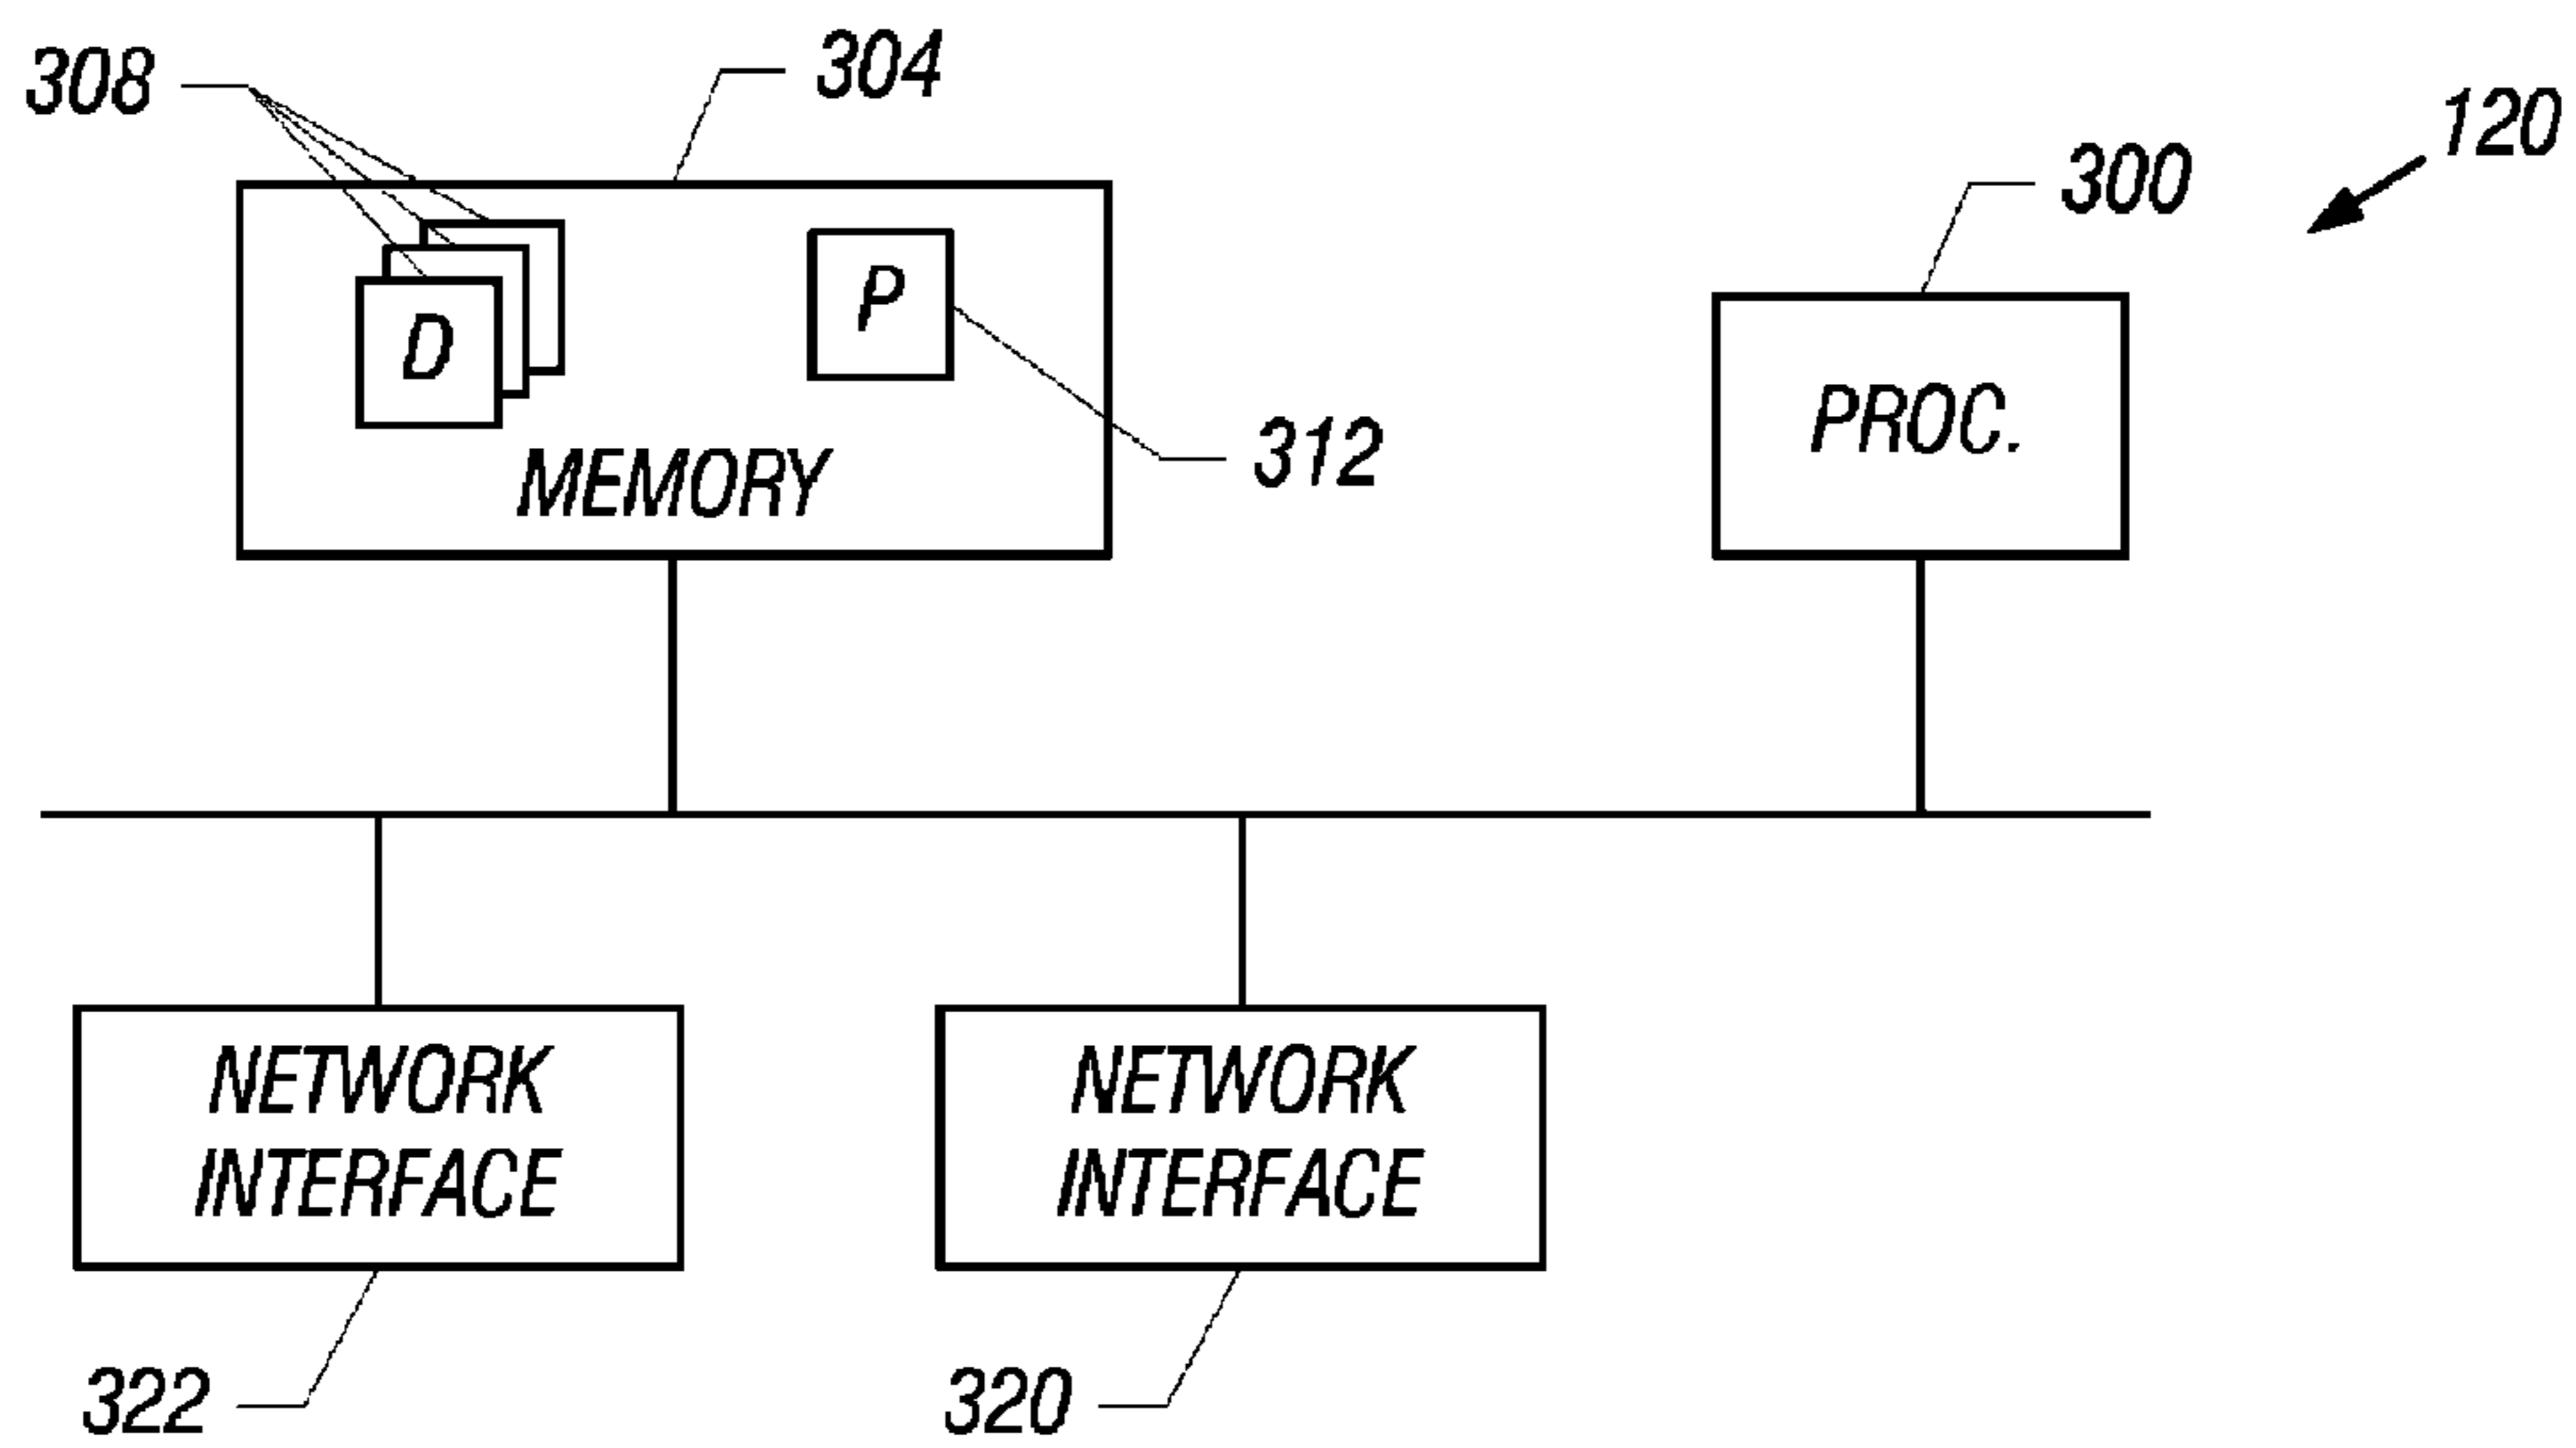 308
304
120
300
D
P
PROC.
312
MEMORY
NETWORK
INTERFACE
NETWORK
INTERFACE
322
320